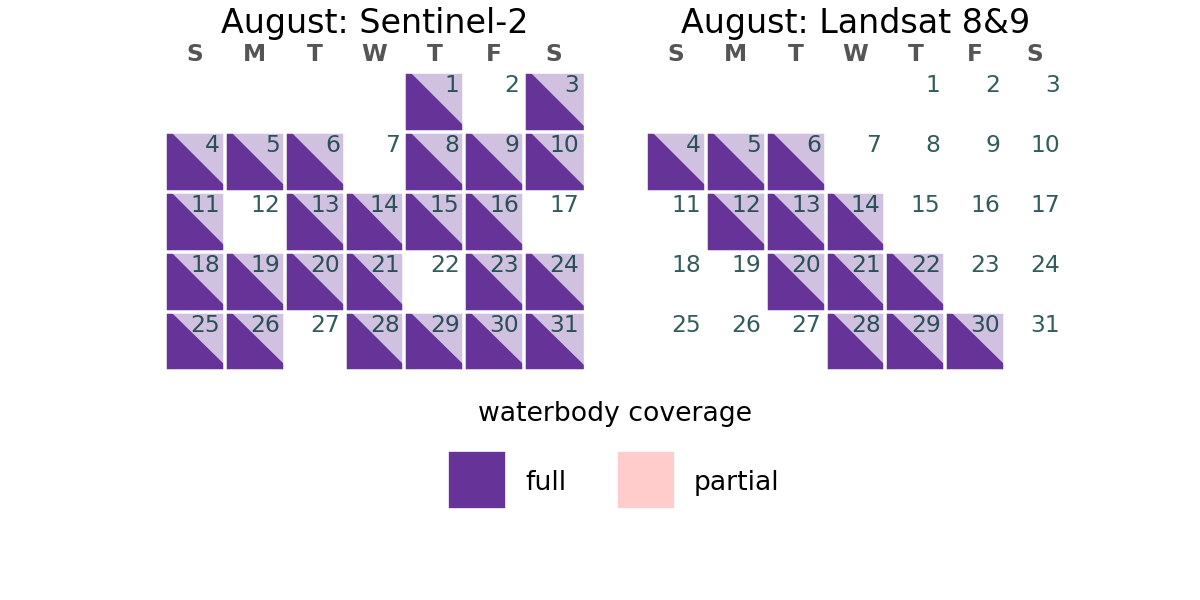 August: Sentinel-2
S M T W T F S
1 2 3
4 5 6 7 8 9 10
11 12 13 14 15 16 17
18 19 20 21 22 23 24
25 26 27 28 29 30 31
August: Landsat 8&9
S M T W T F S
1 2 3
4 5 6 7 8 9 10
11 12 13 14 15 16 17
18 19 20 21 22 23 24
25 26 27 28 29 30 31
waterbody coverage
full partial